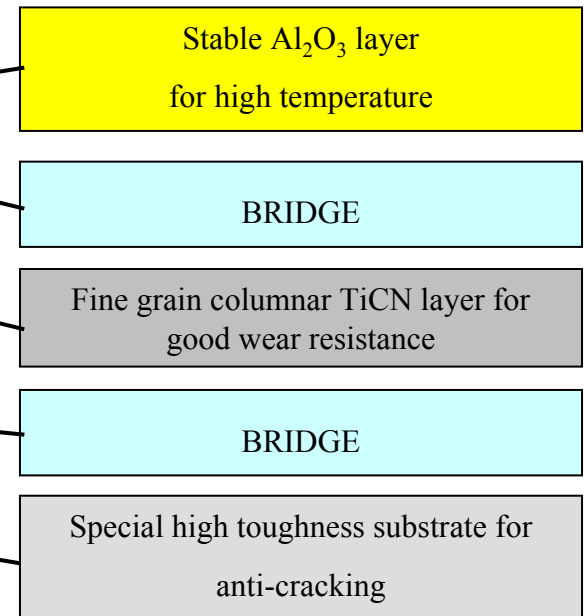 Stable Al₂O₃ layer
for high temperature
BRIDGE
Fine grain columnar TiCN layer for
good wear resistance
BRIDGE
Special high toughness substrate for
anti-cracking